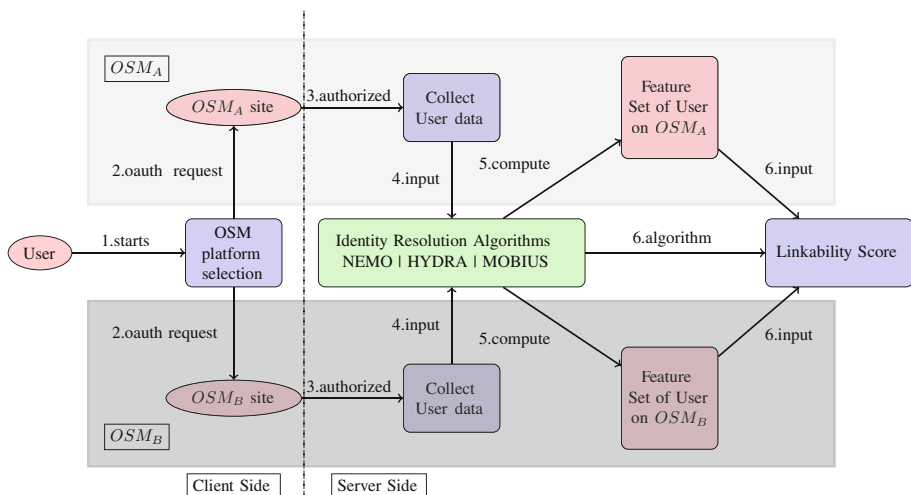 OSM_A
OSM_A site
3.authorized
Collect
User data
Feature
Set of User
on OSM_A
2.oauth request
4.input
5.compute
6.input
User
1.starts
OSM
platform
selection
Identity Resolution Algorithms
NEMO | HYDRA | MOBIUS
6.algorithm
Linkability Score
2.oauth request
4.input
5.compute
6.input
OSM_B site
3.authorized
Collect
User data
Feature
Set of User
on OSM_B
OSM_B
Client Side
Server Side